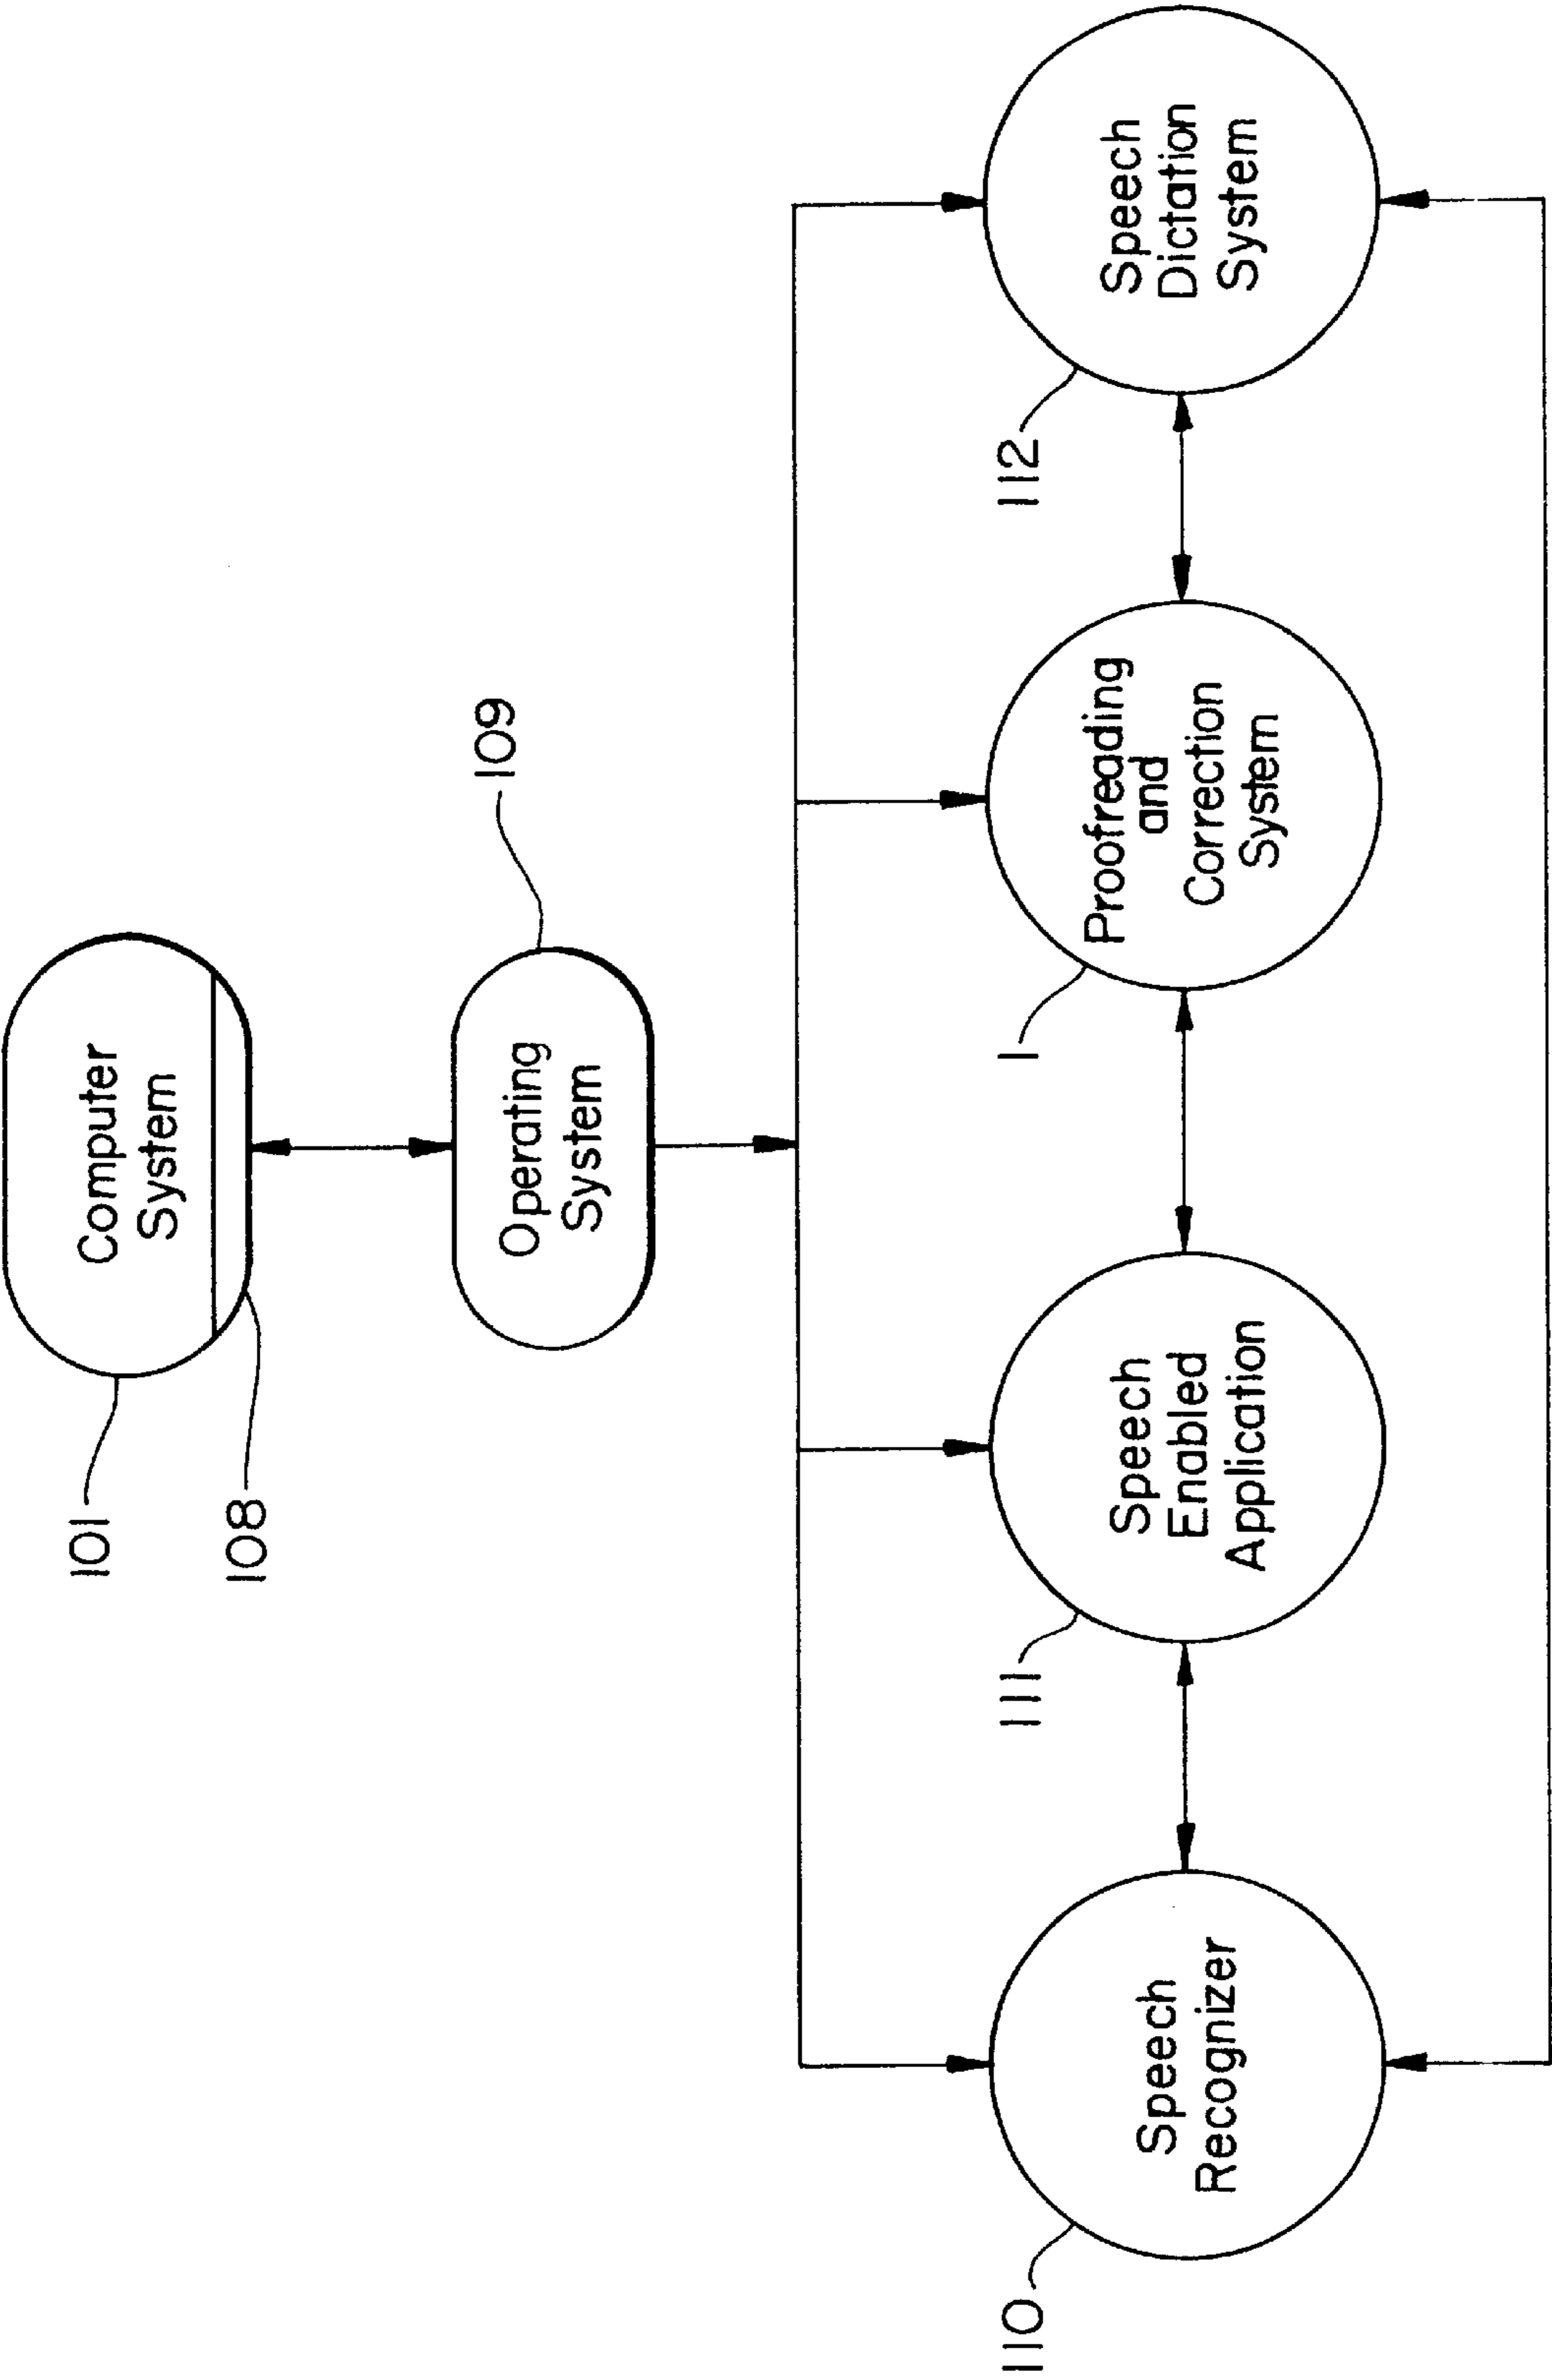 101
Computer
System
108
109
Operating
System
110
Speech
Recognizer
111
Speech
Enabled
Application
1
Proofreading
and
Correction
System
112
Speech
Dictation
System